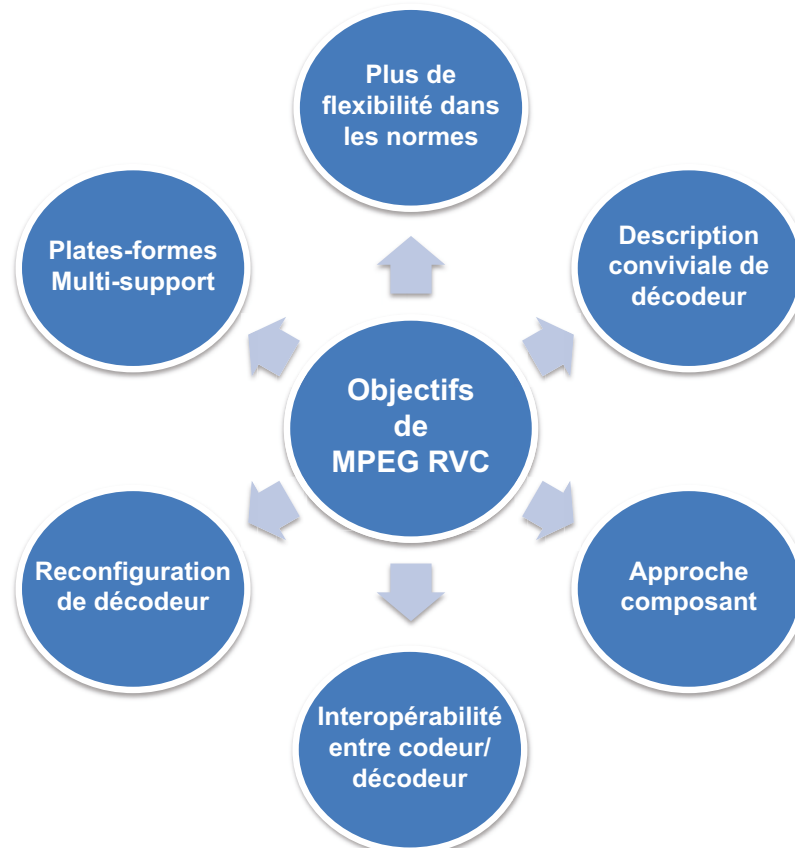 Plus de
flexibilité dans
les normes
Plates-formes
Multi-support
Description
conviviale de
décodeur
Objectifs
de
MPEG RVC
Reconfiguration
de décodeur
Approche
composant
Interopérabilité
entre codeur/
décodeur